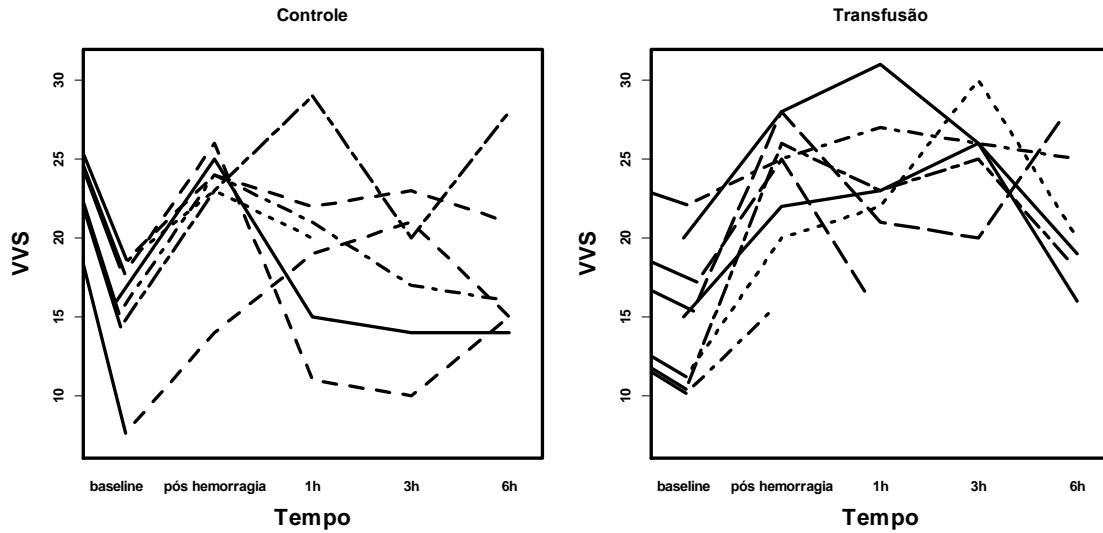 Controle
VVS
30
25
20
15
10
baseline pós hemorragia 1h 3h 6h
Tempo
Transfusão
VVS
30
25
20
15
10
baseline pós hemorragia 1h 3h 6h
Tempo